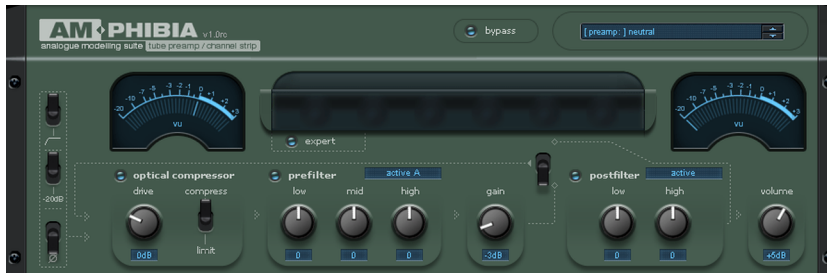 AM PHIBIA v1.0rc
analogue modelling suite tube preamp / channel strip
bypass
[ preamp: ] neutral
-20 -10 -7 -5 -3 -2 -1 0 +1 +2 +3
vu
-20 -10 -7 -5 -3 -2 -1 0 +1 +2 +3
vu
expert
-20dB
optical compressor
drive
compress
limit
0dB
prefilter
active A
low
mid
high
0
0
0
gain
-3dB
postfilter
active
low
high
0
0
volume
+6dB
Ø